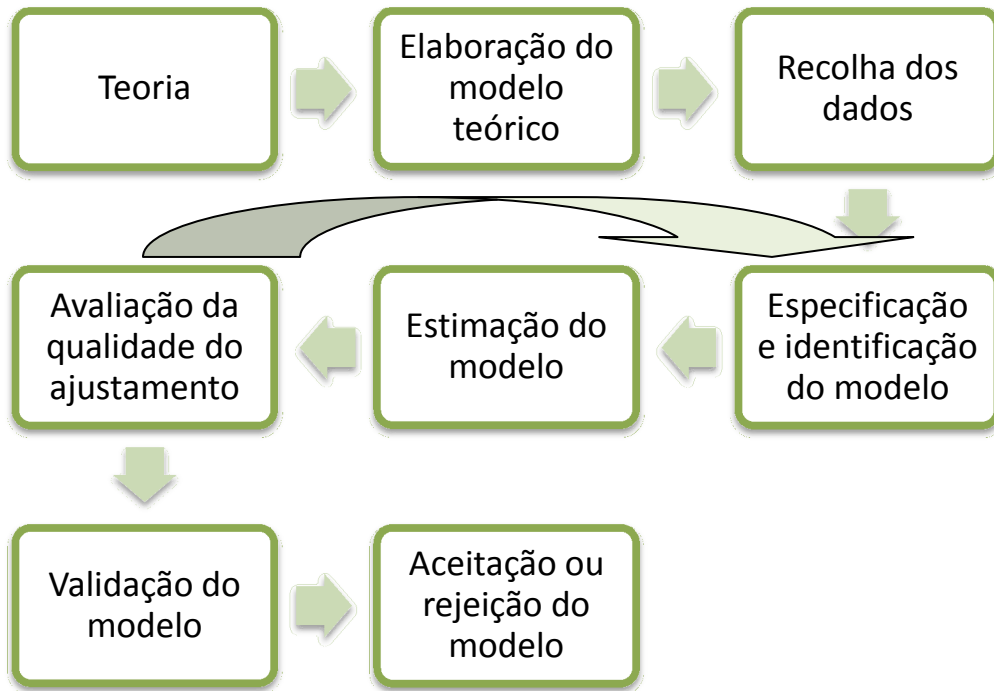 Teoria
Elaboração do
modelo
teórico
Recolha dos
dados
Especificação
e identificação
do modelo
Estimação do
modelo
Avaliação da
qualidade do
ajustamento
Validação do
modelo
Aceitação ou
rejeição do
modelo